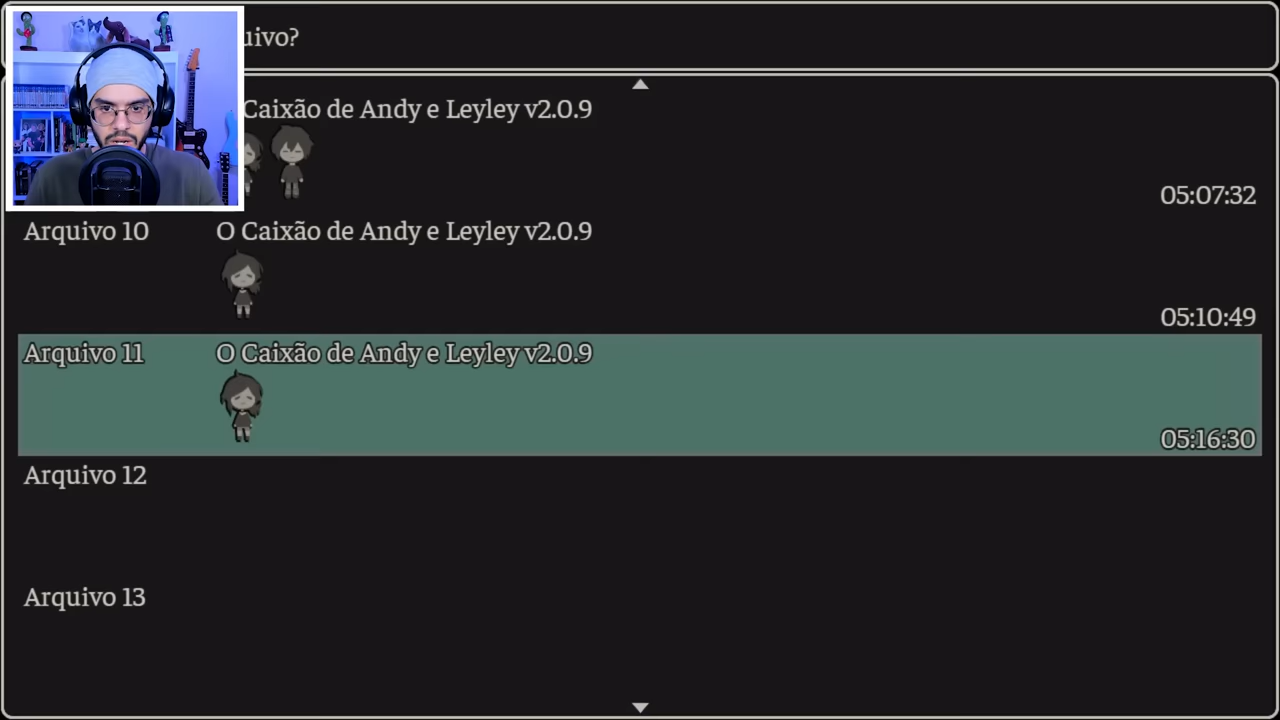 uivo?
Caixão de Andy e Leyley v2.0.9
05:07:32
Arquivo 10 O Caixão de Andy e Leyley v2.0.9
05:10:49
Arquivo 11 O Caixão de Andy e Leyley v2.0.9
05:16:30
Arquivo 12
Arquivo 13